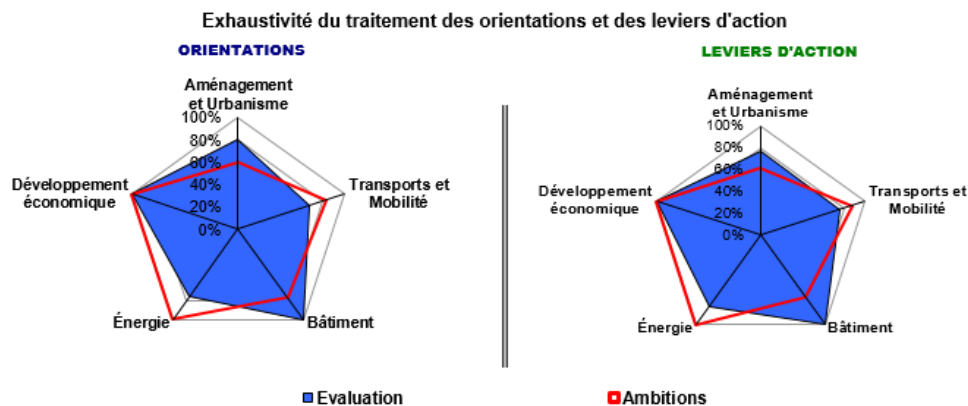 Exhaustivité du traitement des orientations et des leviers d'action
ORIENTATIONS
Aménagement
et Urbanisme
100%
80%
60%
40%
20%
0%
Développement
économique
Transports et
Mobilité
Énergie
Bâtiment
LEVIERS D'ACTION
Aménagement
et Urbanisme
100%
80%
60%
40%
20%
0%
Développement
économique
Transports et
Mobilité
Énergie
Bâtiment
Evaluation
Ambitions